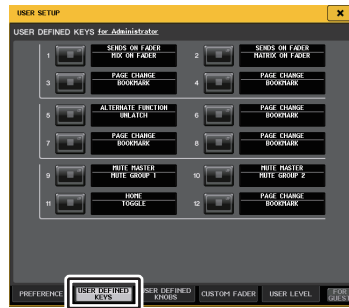 USER SETUP
USER DEFINED KEYS for Administrator
1 SENDS ON FADER MIX ON FADER
2 SENDS ON FADER MATRIX ON FADER
3 PAGE CHANGE BOOKMARK
4 PAGE CHANGE BOOKMARK
5 ALTERNATE FUNCTION UNLATCH
6 PAGE CHANGE BOOKMARK
7 PAGE CHANGE BOOKMARK
8 PAGE CHANGE BOOKMARK
9 MUTE MASTER MUTE GROUP 1
10 MUTE MASTER MUTE GROUP 2
11 HOME TOGGLE
12 PAGE CHANGE BOOKMARK
PREFERENCE
USER DEFINED KEYS
USER DEFINED KNOBS
CUSTOM FADER
USER LEVEL
FOR GUEST